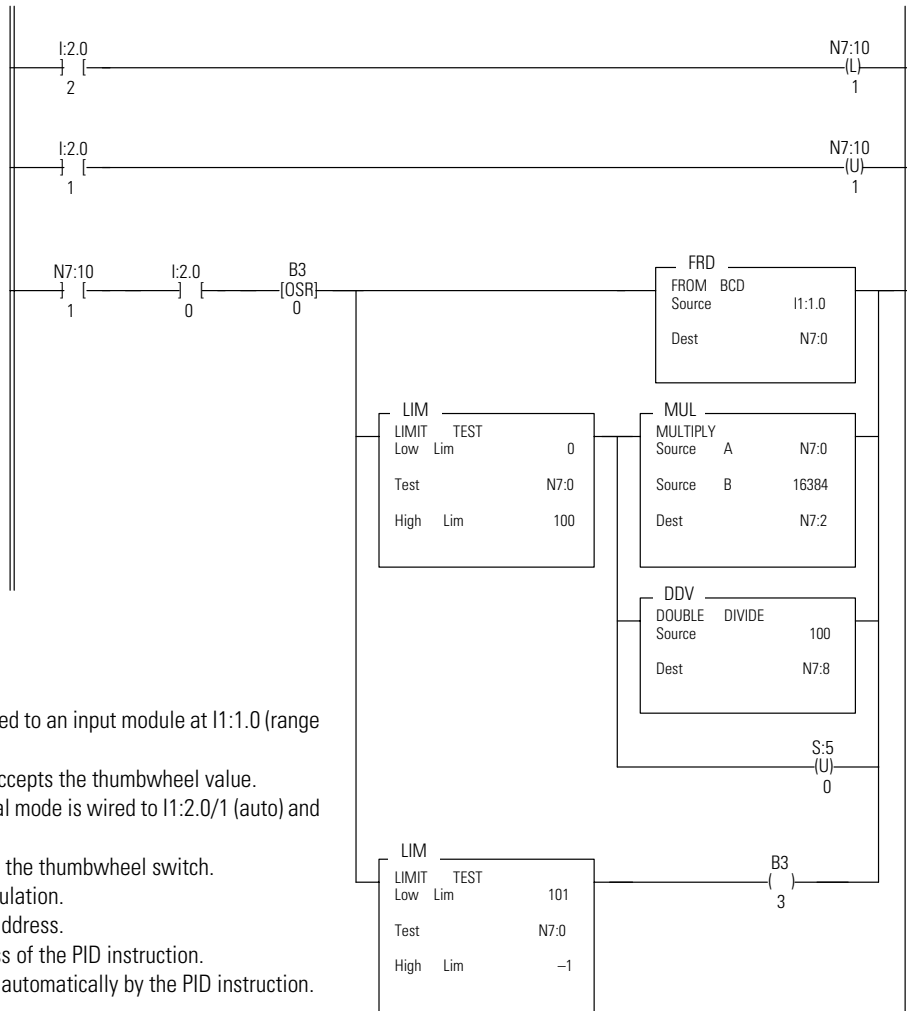 I:2.0 N7:10
] [ (L)
2 1
I:2.0 N7:10
] [ (U)
1 1
N7:10 I:2.0 B3
] [ ] [ [OSR]
1 0 0
FRD
FROM BCD
Source I1:1.0
Dest N7:0
LIM
LIMIT TEST
Low Lim 0
Test N7:0
High Lim 100
MUL
MULTIPLY
Source A N7:0
Source B 16384
Dest N7:2
DDV
DOUBLE DIVIDE
Source 100
Dest N7:8
S:5
(U)
0
LIM
LIMIT TEST
Low Lim 101
Test N7:0
High Lim –1
B3
( )
3
ed to an input module at I1:1.0 (range
ccepts the thumbwheel value.
al mode is wired to I1:2.0/1 (auto) and
the thumbwheel switch.
ulation.
ddress.
ss of the PID instruction.
automatically by the PID instruction.